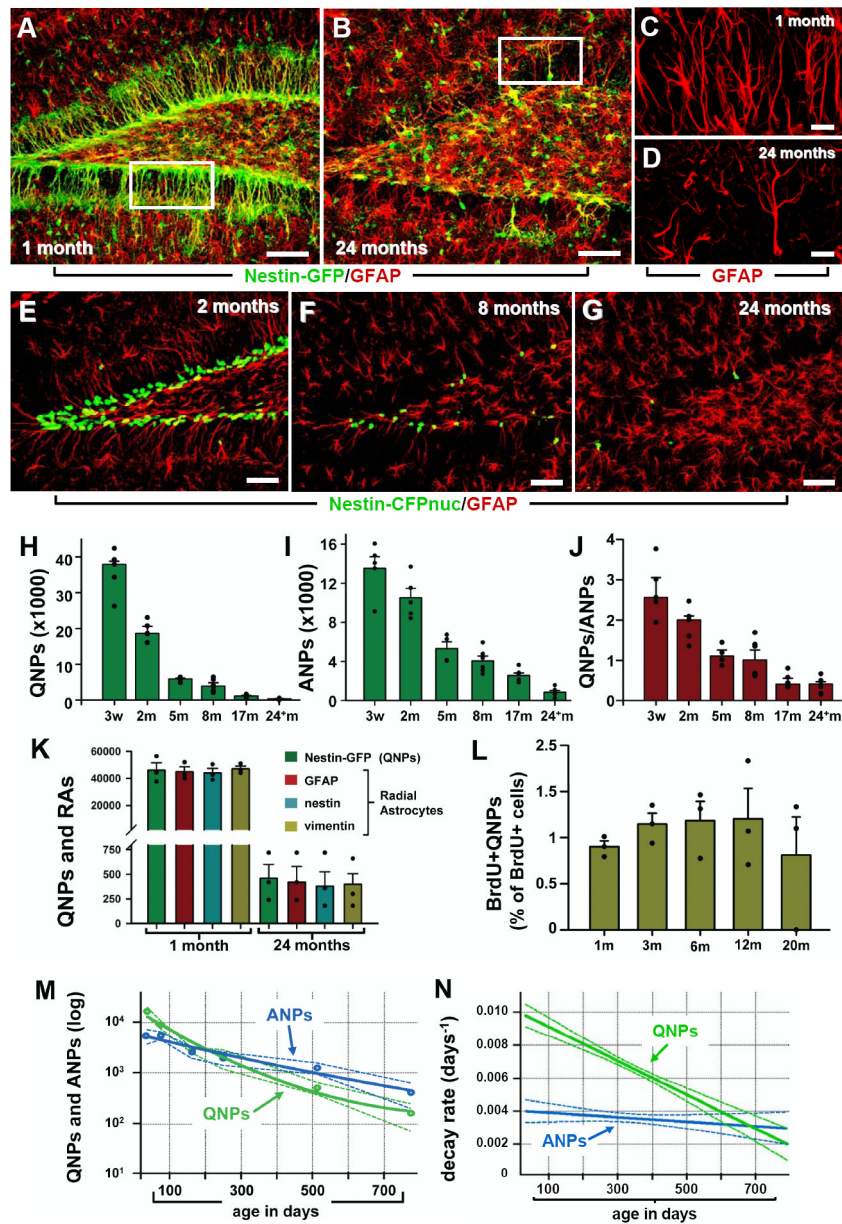 A
1 month
B
24 months
C
1 month
D
24 months
Nestin-GFP/GFAP
GFAP
E
2 months
F
8 months
G
24 months
Nestin-CFPnuc/GFAP
H
QNPs (x1000)
40
30
20
10
0
3w 2m 5m 8m 17m 24+m
I
ANPs (x1000)
16
12
8
4
0
3w 2m 5m 8m 17m 24+m
J
QNPs/ANPs
4
3
2
1
0
3w 2m 5m 8m 17m 24+m
K
QNPs and RAs
60000
40000
20000
750
500
250
0
Nestin-GFP (QNPs)
GFAP
nestin
vimentin
Radial
Astrocytes
1 month
24 months
L
BrdU+QNPs
(% of BrdU+ cells)
2.5
1.5
1
0.5
0
1m 3m 6m 12m 20m
M
QNPs and ANPs (log)
10⁴
10³
10²
10¹
ANPs
QNPs
100 300 500 700
age in days
N
decay rate (days⁻¹)
0.010
0.008
0.006
0.004
0.002
0
QNPs
ANPs
100 300 500 700
age in days